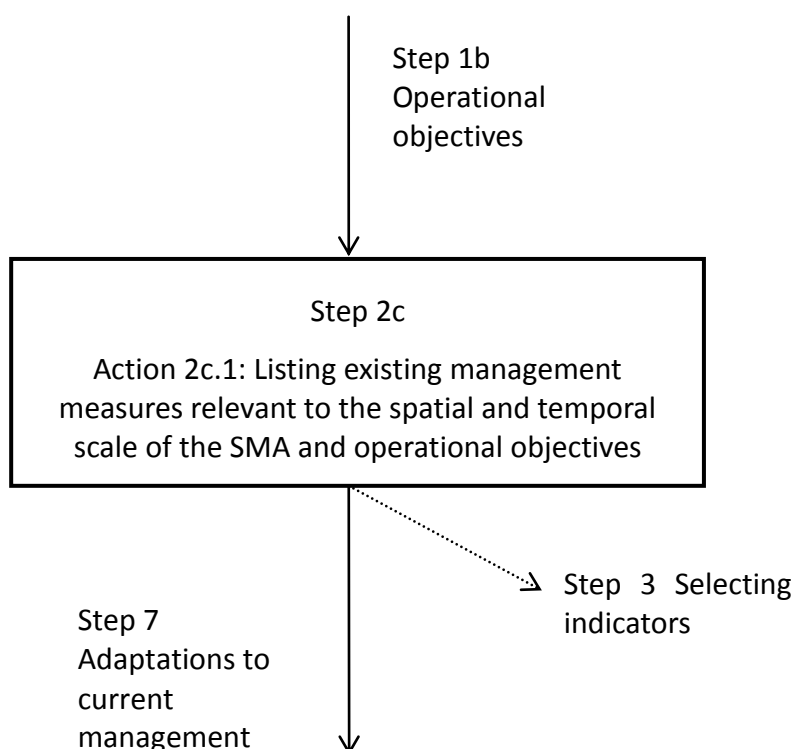 Step 1b
Operational
objectives
Step 2c
Action 2c.1: Listing existing management
measures relevant to the spatial and temporal
scale of the SMA and operational objectives
Step 3 Selecting
indicators
Step 7
Adaptations to
current
management